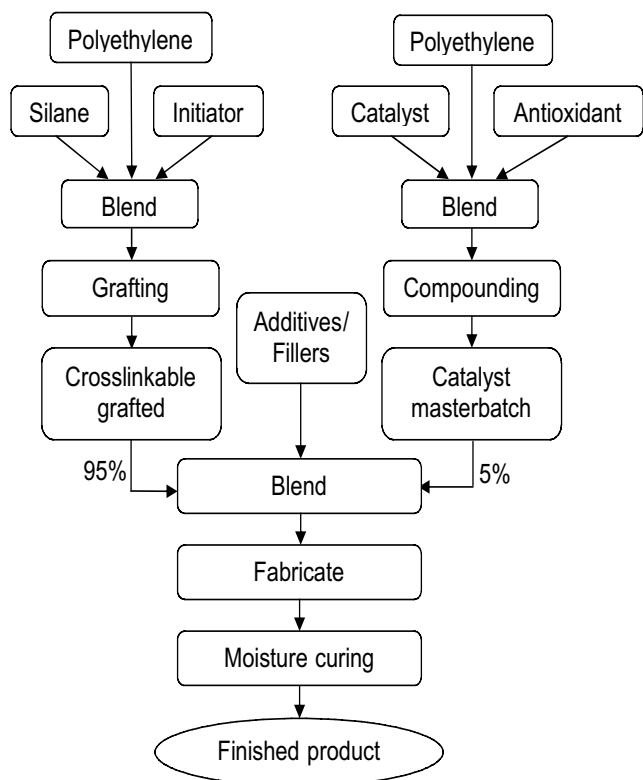 Polyethylene
Polyethylene
Silane
Initiator
Catalyst
Antioxidant
Blend
Blend
Grafting
Compounding
Additives/
Fillers
Crosslinkable
grafted
Catalyst
masterbatch
95%
5%
Blend
Fabricate
Moisture curing
Finished product